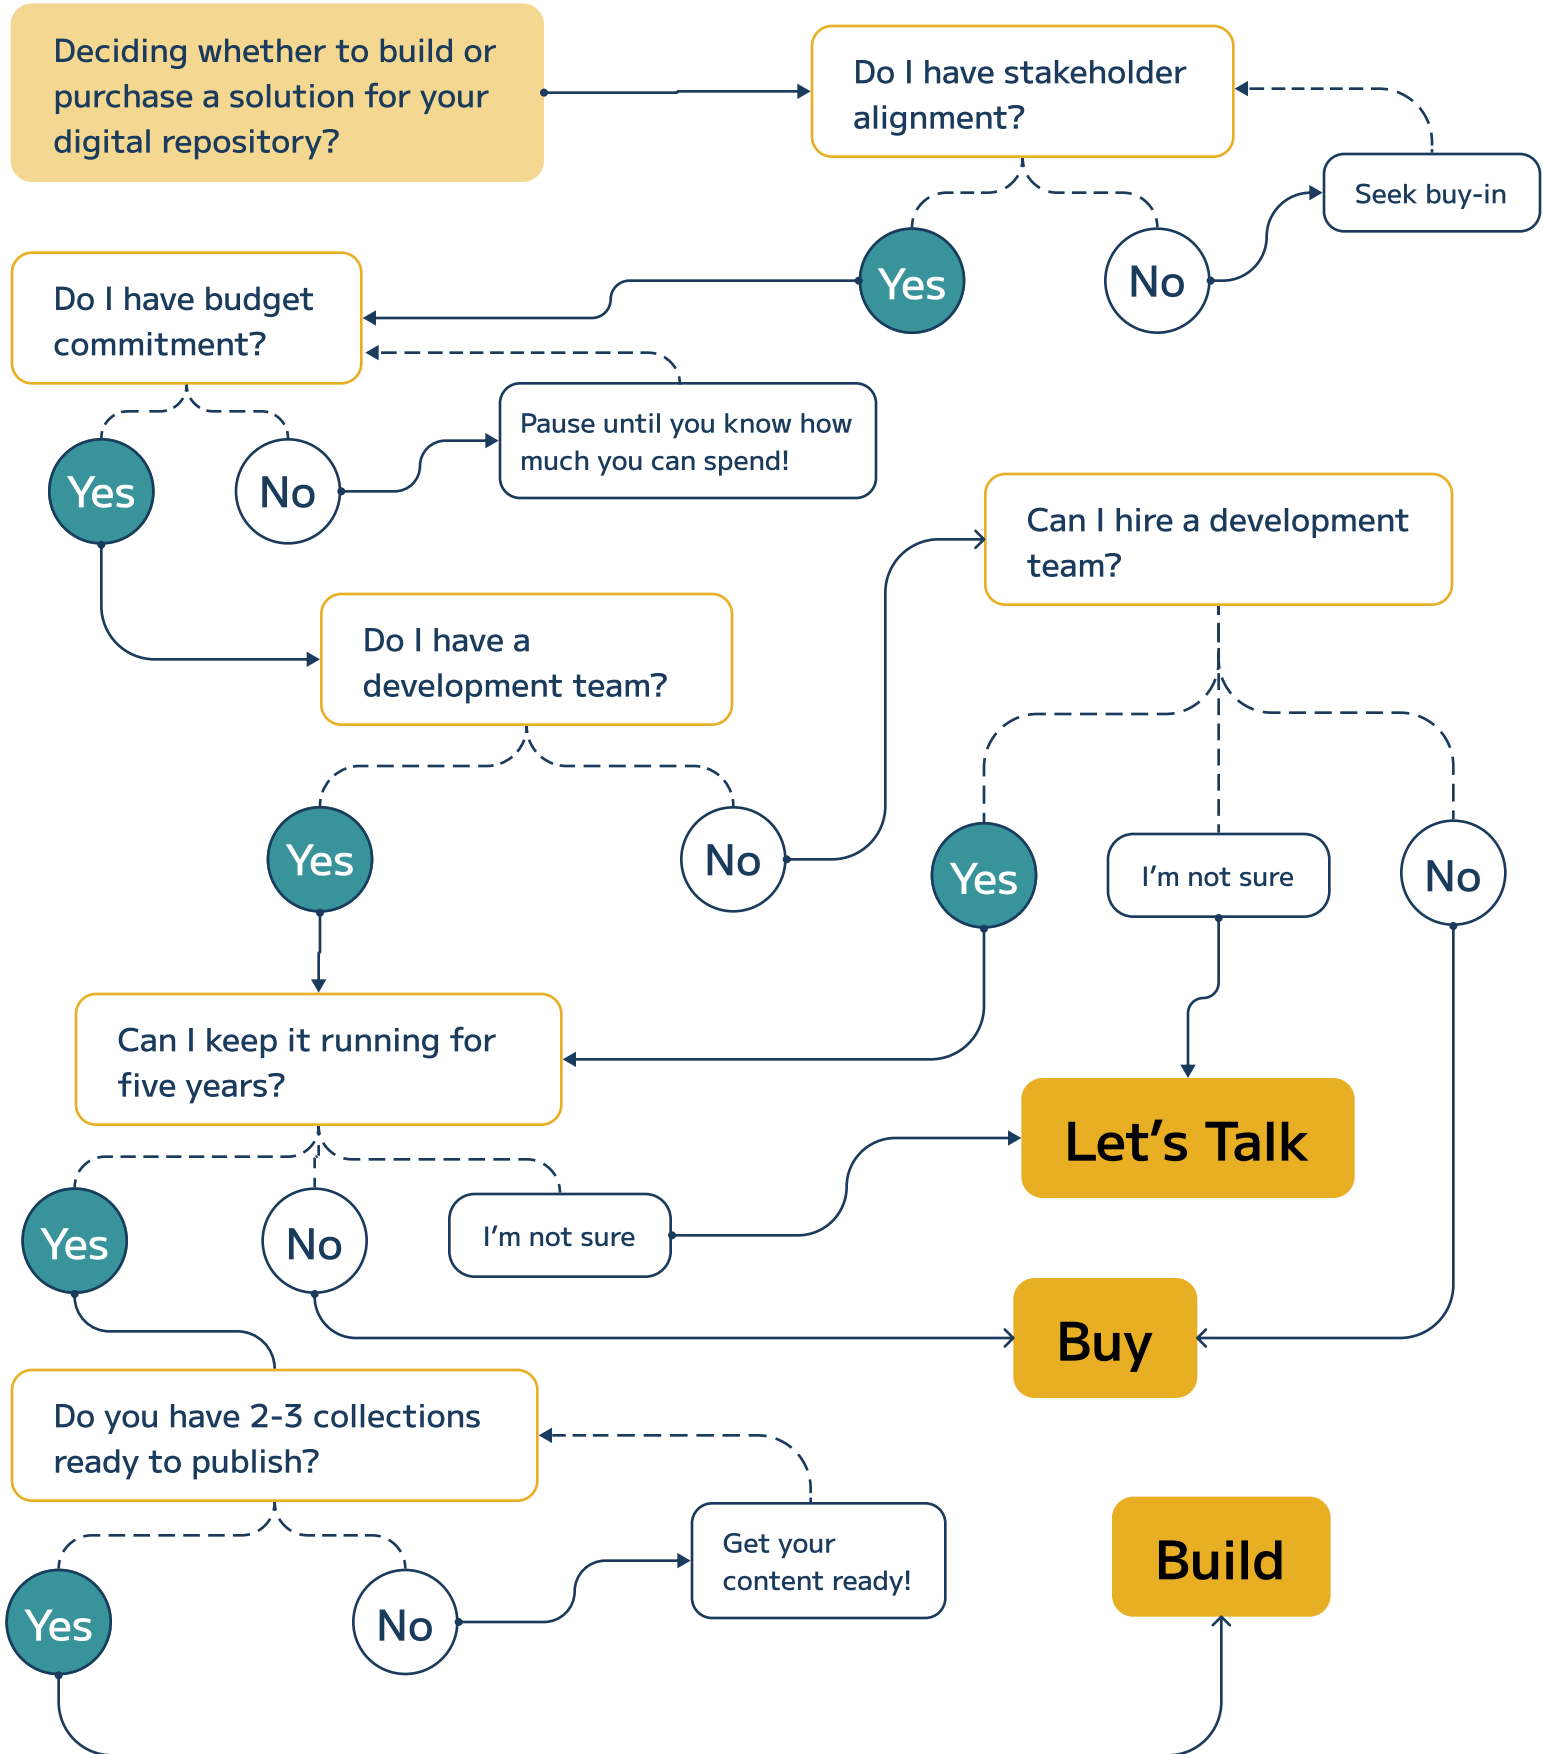 Deciding whether to build or
purchase a solution for your
digital repository?
Do I have stakeholder
alignment?
Seek buy-in
Yes
No
Do I have budget
commitment?
Pause until you know how
much you can spend!
Yes
No
Can I hire a development
team?
Do I have a
development team?
Yes
No
Yes
I'm not sure
No
Can I keep it running for
five years?
Let's Talk
Yes
No
I'm not sure
Buy
Do you have 2-3 collections
ready to publish?
Get your
content ready!
Build
Yes
No